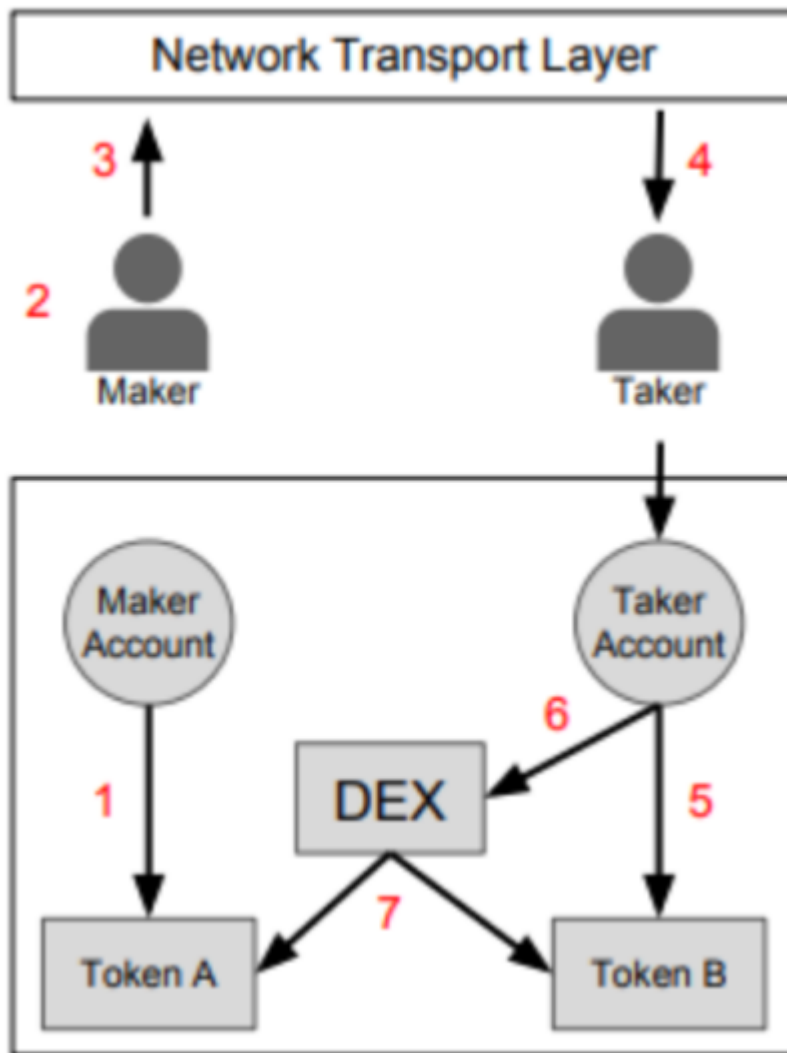 Network Transport Layer
3
4
2
Maker
Taker
Maker
Account
Taker
Account
6
1
DEX
5
7
Token A
Token B